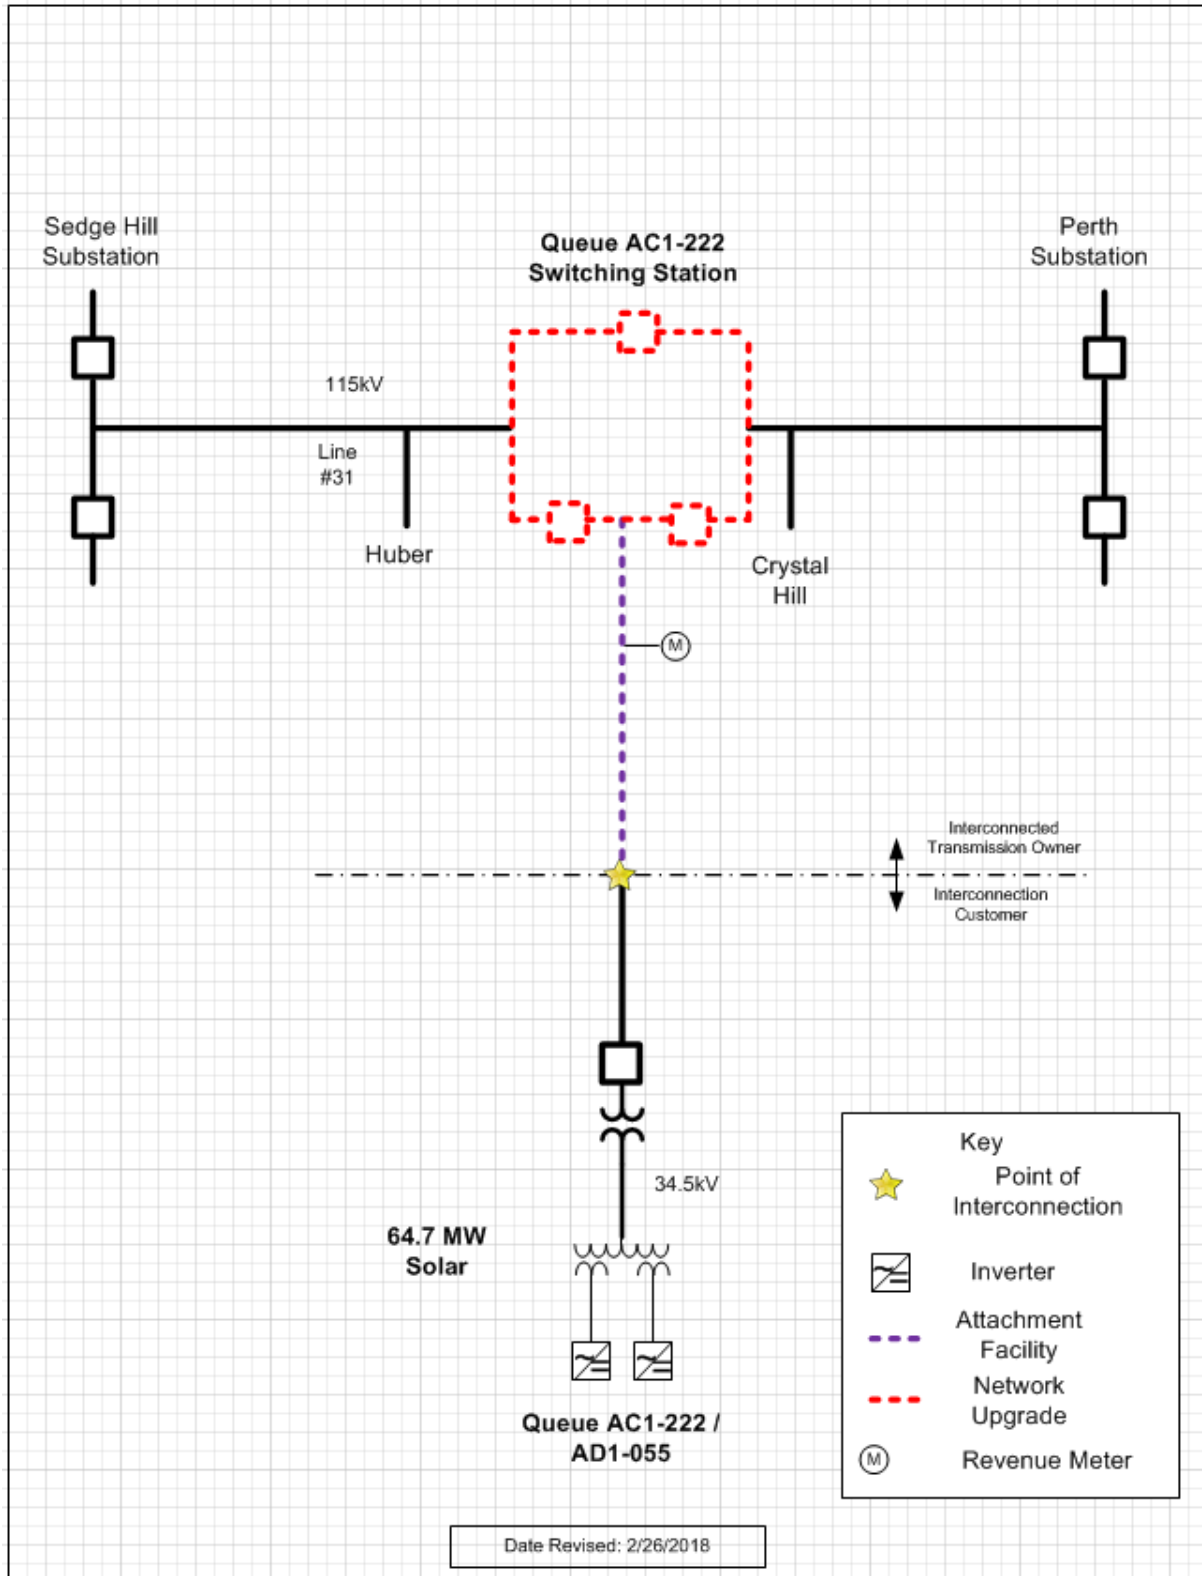 Sedge Hill
Substation
Queue AC1-222
Switching Station
Perth
Substation
115kV
Line
#31
Huber
Crystal
Hill
M
Interconnected
Transmission Owner
Interconnection
Customer
34.5kV
64.7 MW
Solar
Queue AC1-222 /
AD1-055
Key
Point of
Interconnection
Inverter
Attachment
Facility
Network
Upgrade
M
Revenue Meter
Date Revised: 2/26/2018